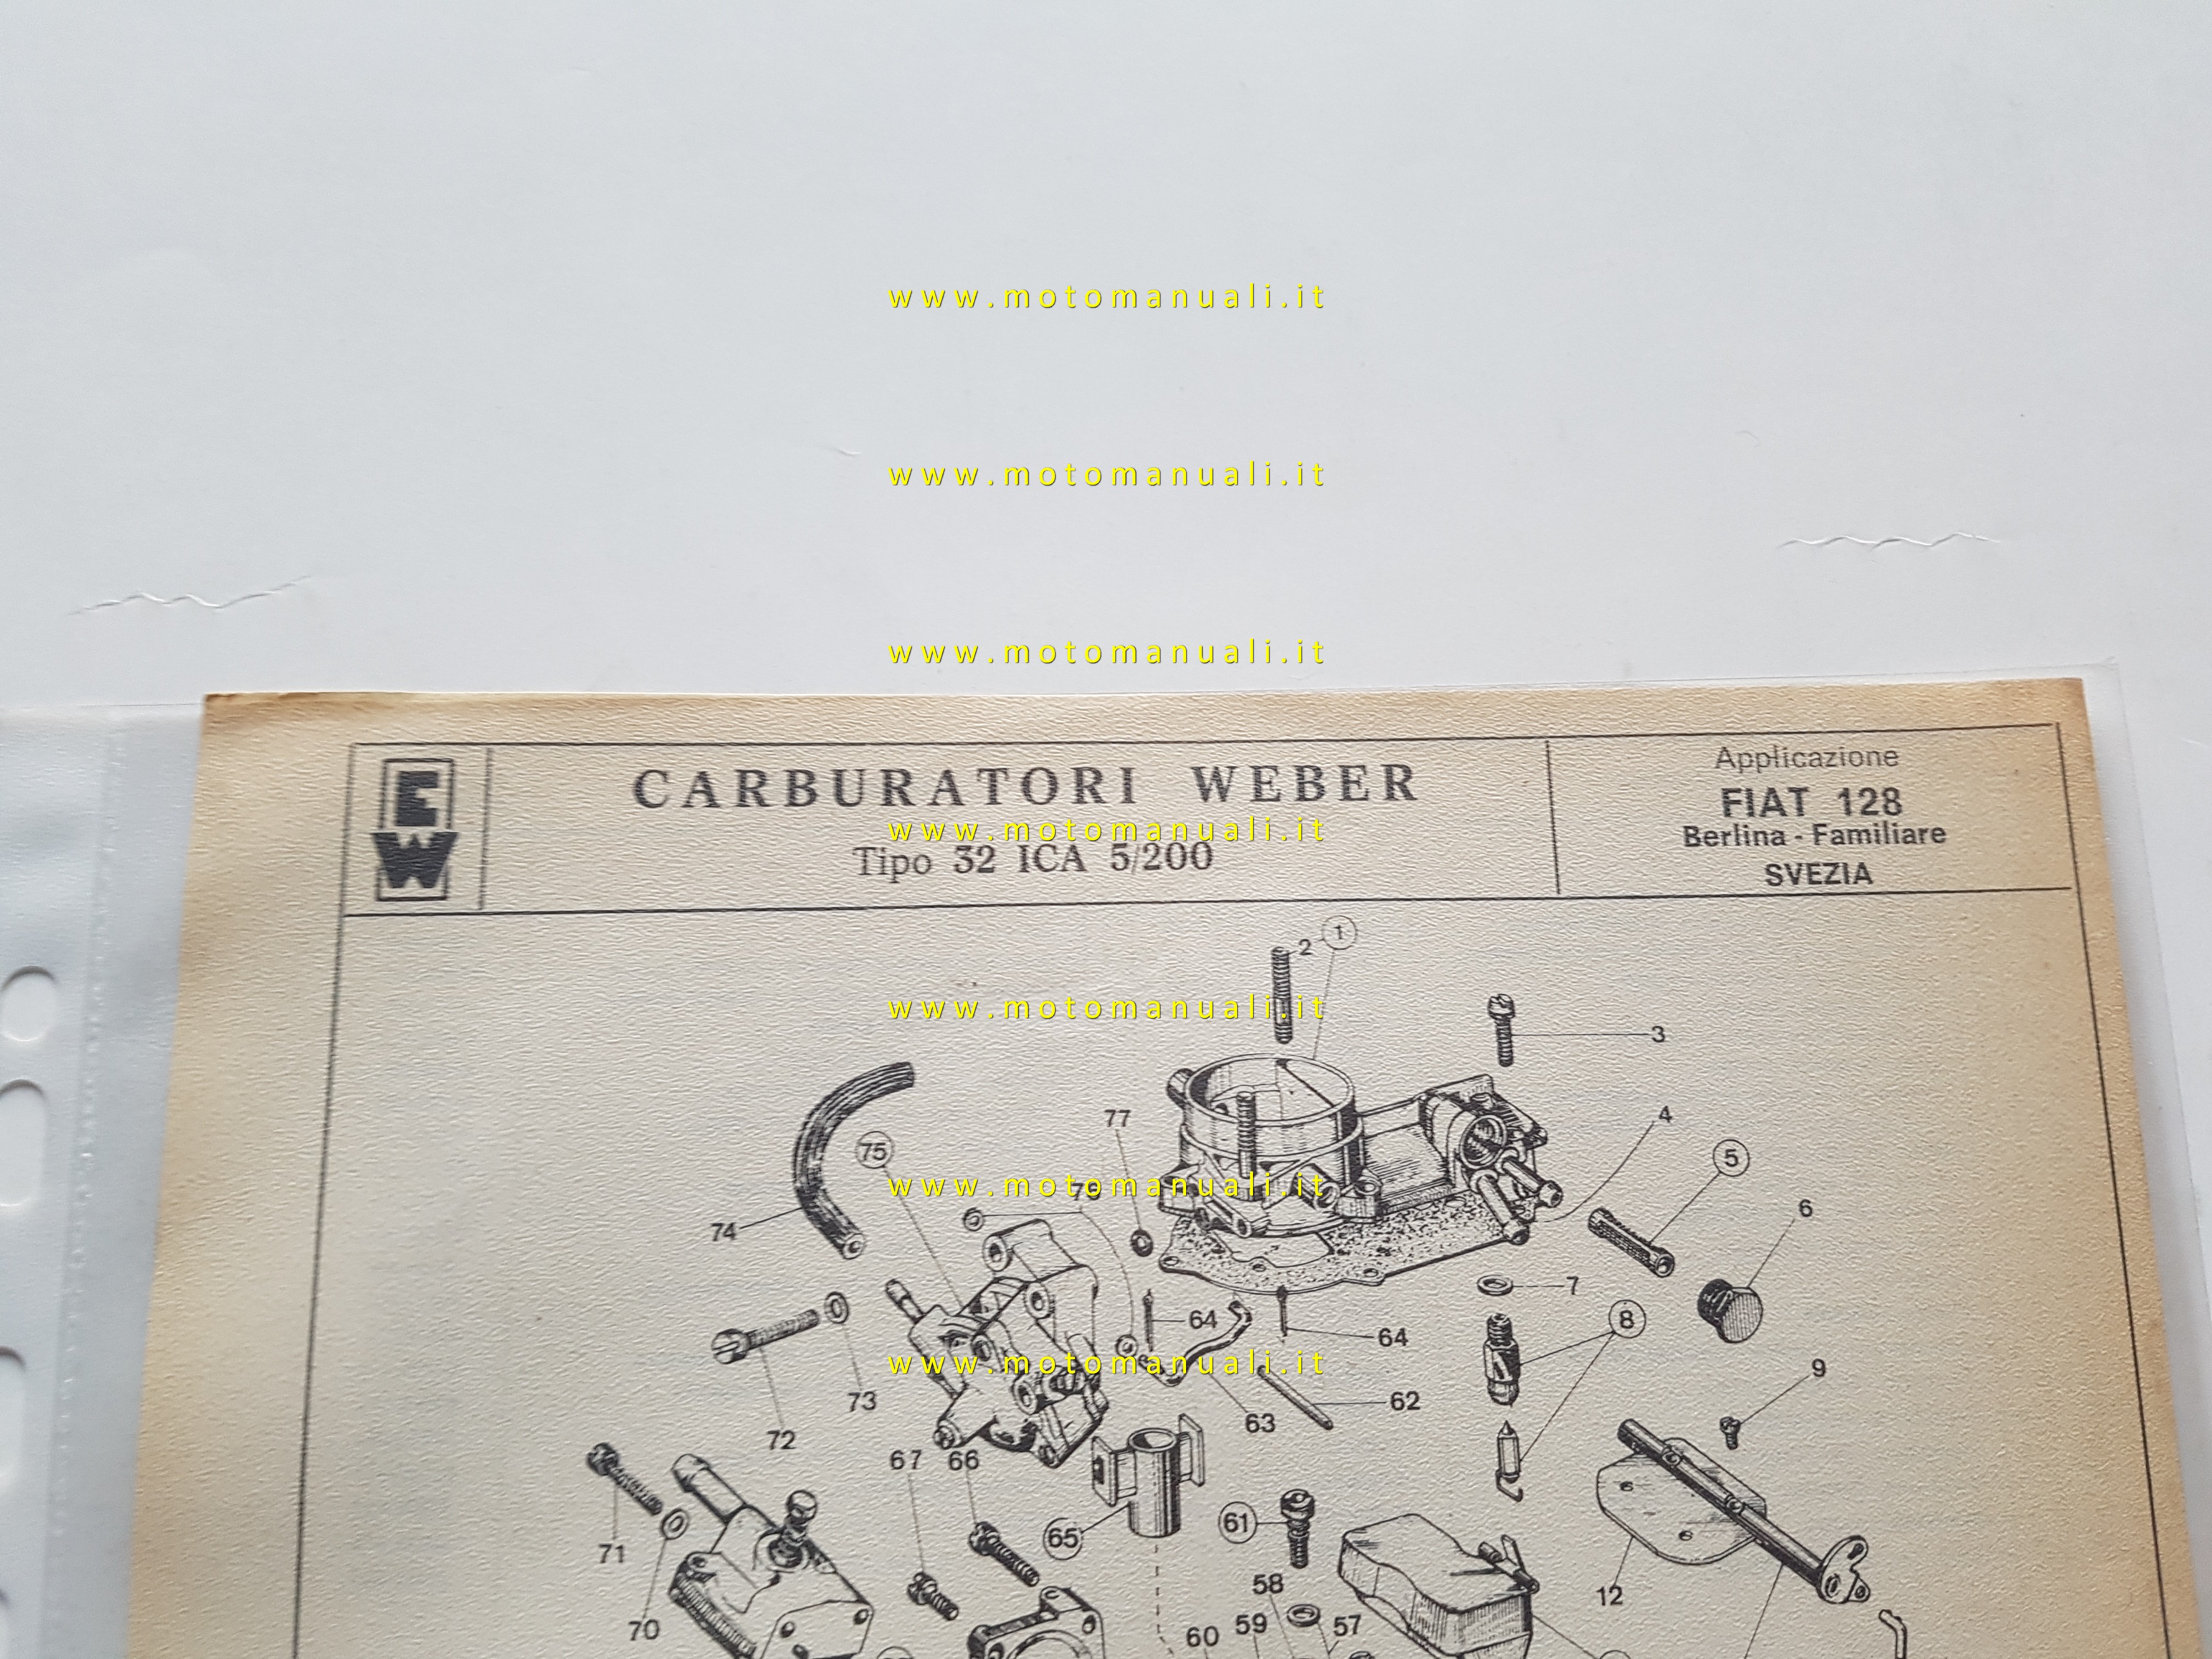 www.motomanuali.it
www.motomanuali.it
www.motomanuali.it
E
W
CARBURATORI WEBER
www.motomanuali.it
Tipo 32 ICA 5/200
Applicazione
FIAT 128
Berlina - Familiare
SVEZIA
2
1
www.motomanuali.it
3
77
4
75
5
www.motomanuali.it
74
6
7
64
64
8
www.motomanuali.it
9
73
62
63
72
67
66
65
61
71
12
58
70
60
59
57